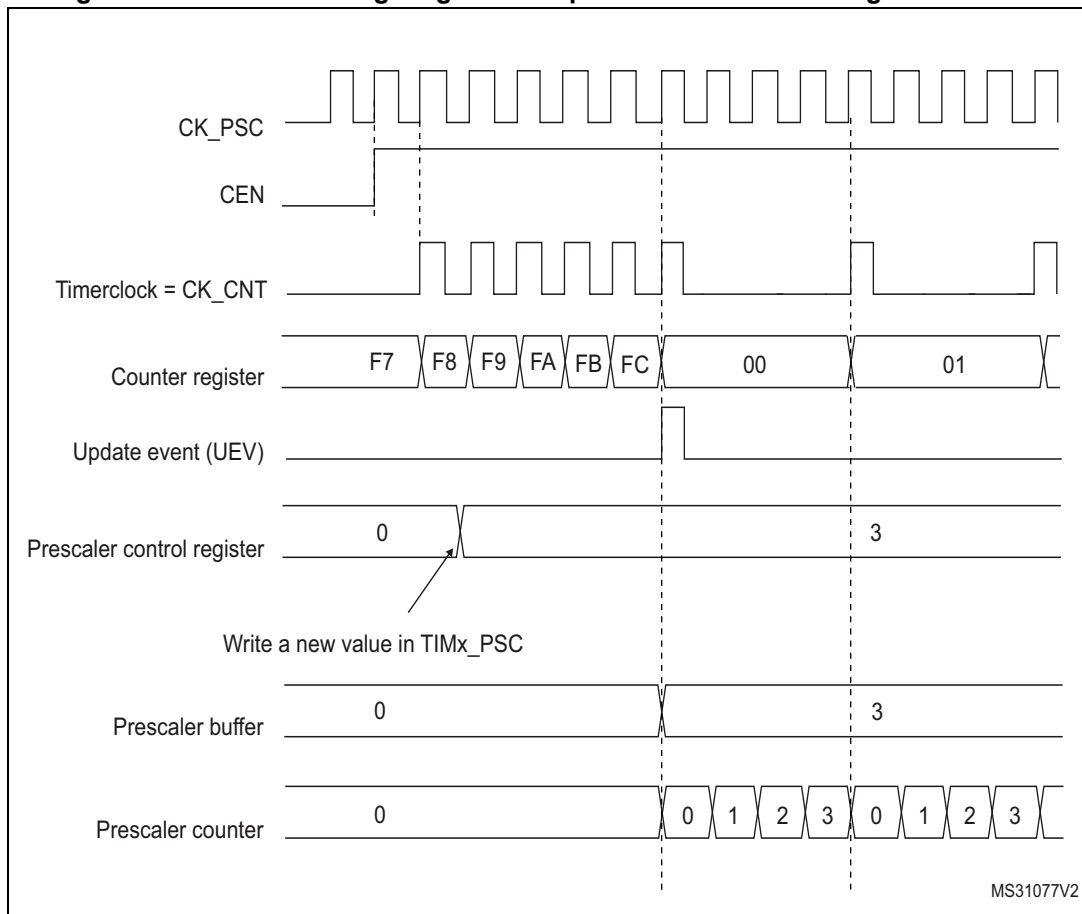 CK_PSC
CEN
Timerclock = CK_CNT
Counter register
F7 F8 F9 FA FB FC 00 01
Update event (UEV)
Prescaler control register
0 3
Write a new value in TIMx_PSC
Prescaler buffer
0 3
Prescaler counter
0 0 1 2 3 0 1 2 3
MS31077V2